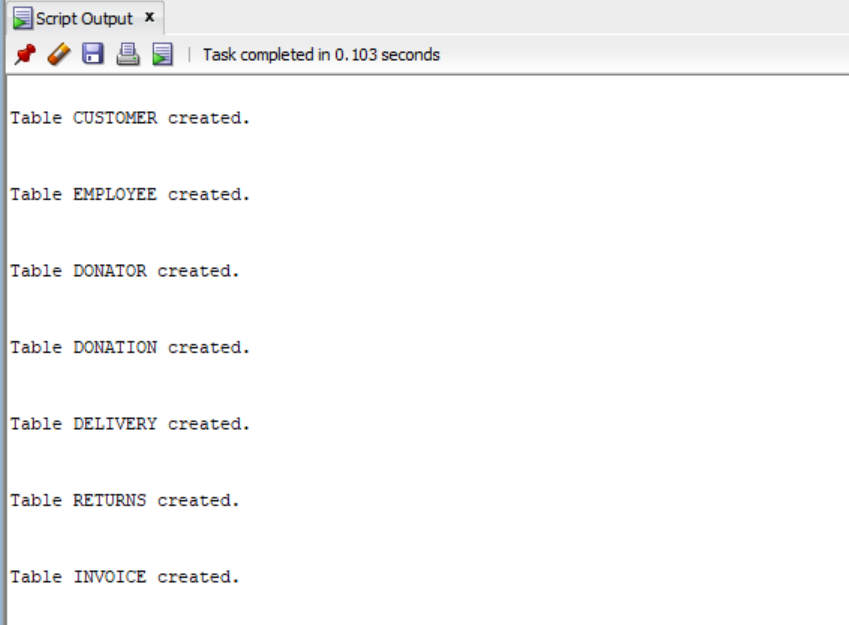 Script Output x
Task completed in 0.103 seconds
Table CUSTOMER created.
Table EMPLOYEE created.
Table DONATOR created.
Table DONATION created.
Table DELIVERY created.
Table RETURNS created.
Table INVOICE created.